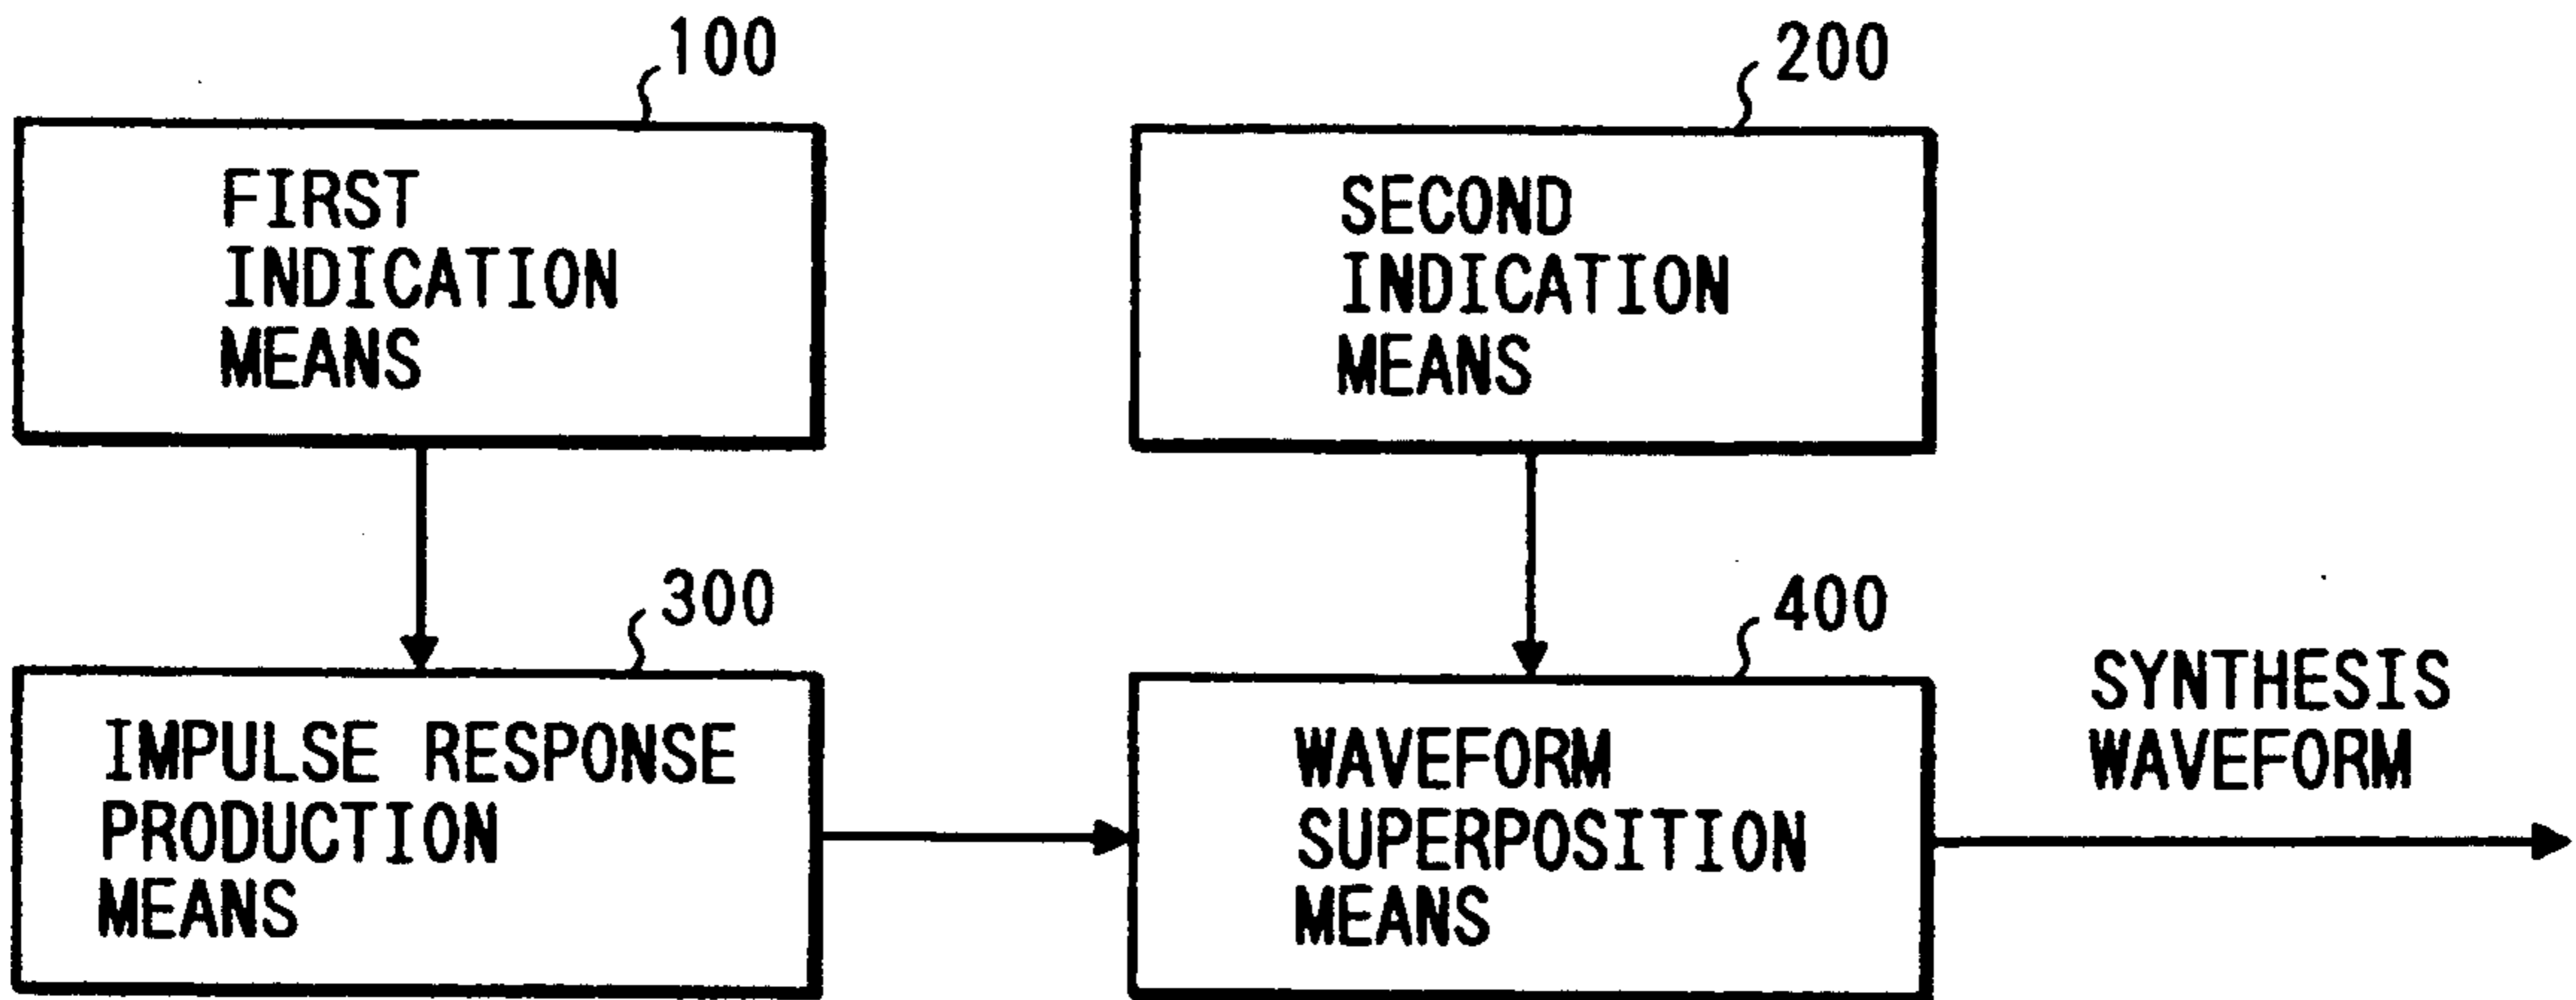 100
FIRST
INDICATION
MEANS
200
SECOND
INDICATION
MEANS
300
IMPULSE RESPONSE
PRODUCTION
MEANS
400
WAVEFORM
SUPERPOSITION
MEANS
SYNTHESIS
WAVEFORM